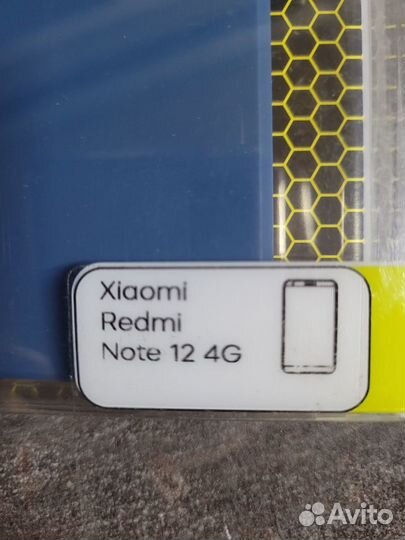 Xiaomi
Redmi
Note 12 4G
Avito